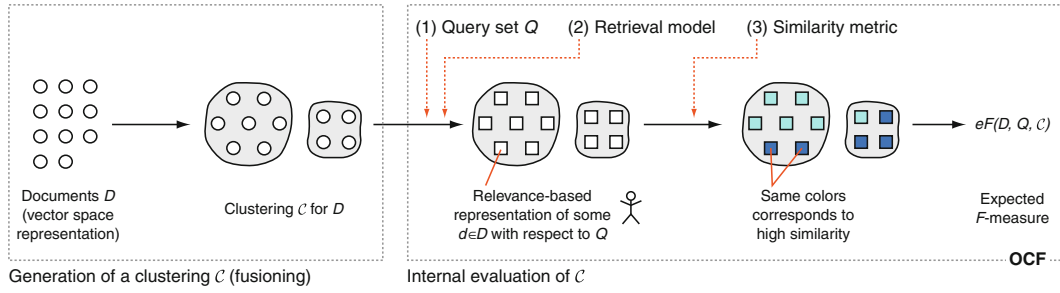 (1) Query set Q
(2) Retrieval model
(3) Similarity metric
eF(D, Q, 𝒞)
Documents D
(vector space
representation)
Clustering 𝒞 for D
Relevance-based
representation of some
d∈D with respect to Q
Same colors
corresponds to
high similarity
Expected
F-measure
OCF
Generation of a clustering 𝒞 (fusioning)
Internal evaluation of 𝒞